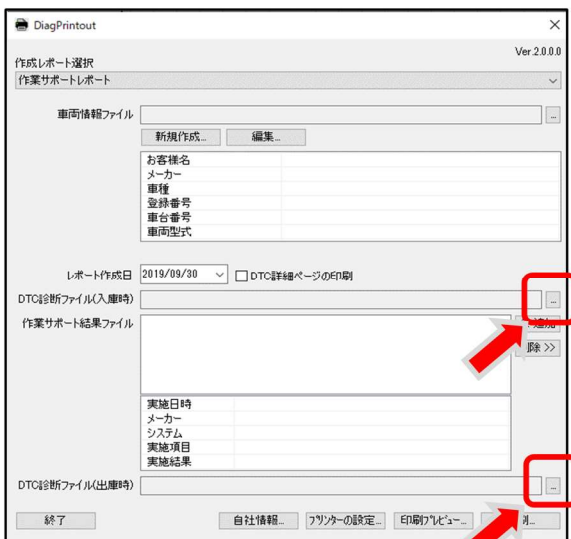 DiagPrintout
Ver.2.0.0.0
作成レポート選択
作業サポートレポート
車両情報ファイル
...
新規作成...
編集...
お客様名
メーカー
車種
登録番号
車台番号
車両型式
レポート作成日 2019/09/30 DTC詳細ページの印刷
DTC診断ファイル(入庫時)
...
作業サポート結果ファイル
追加
削除 >>
実施日時
メーカー
システム
実施項目
実施結果
DTC診断ファイル(出庫時)
...
終了
自社情報...
プリンターの設定...
印刷プレビュー...